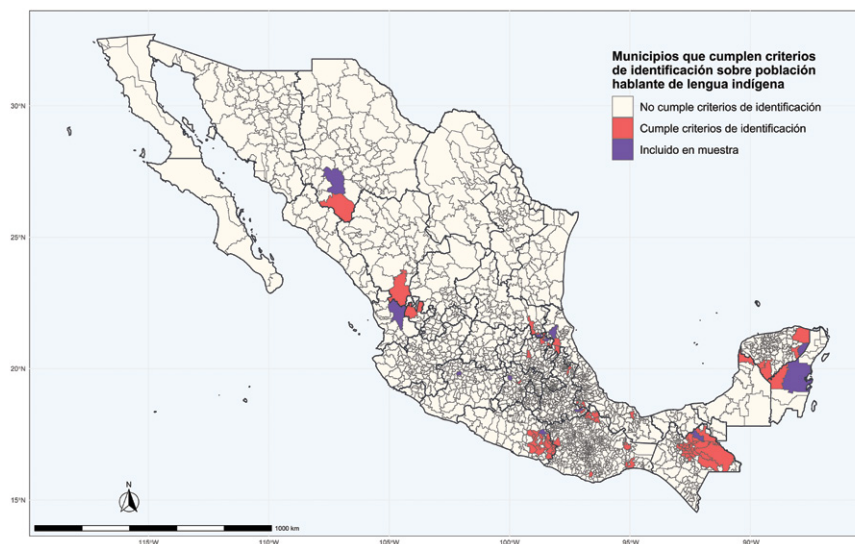 Municipios que cumplen criterios
de identificación sobre población
hablante de lengua indígena
No cumple criterios de identificación
Cumple criterios de identificación
Incluido en muestra
30°N
25°N
20°N
15°N
N
1000 km
115°W
110°W
105°W
100°W
95°W
90°W